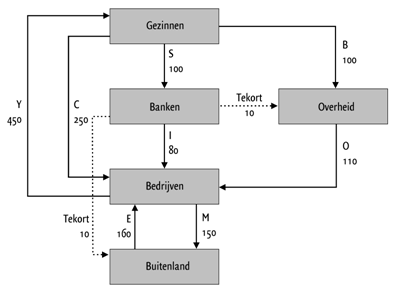 Gezinnen
S
100
B
100
Y
450
C
250
Banken
Tekort
10
Overheid
I
80
O
110
Bedrijven
Tekort
10
E
160
M
150
Buitenland